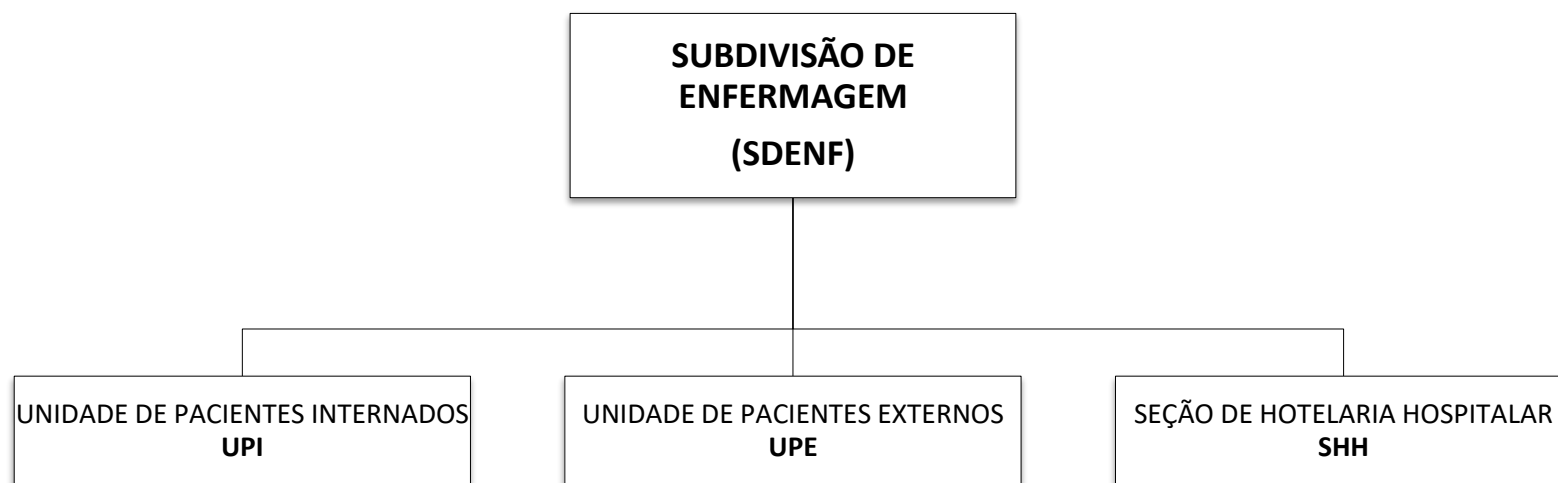 SUBDIVISÃO DE
ENFERMAGEM
(SDENF)
UNIDADE DE PACIENTES INTERNADOS
UPI
UNIDADE DE PACIENTES EXTERNOS
UPE
SEÇÃO DE HOTELARIA HOSPITALAR
SHH